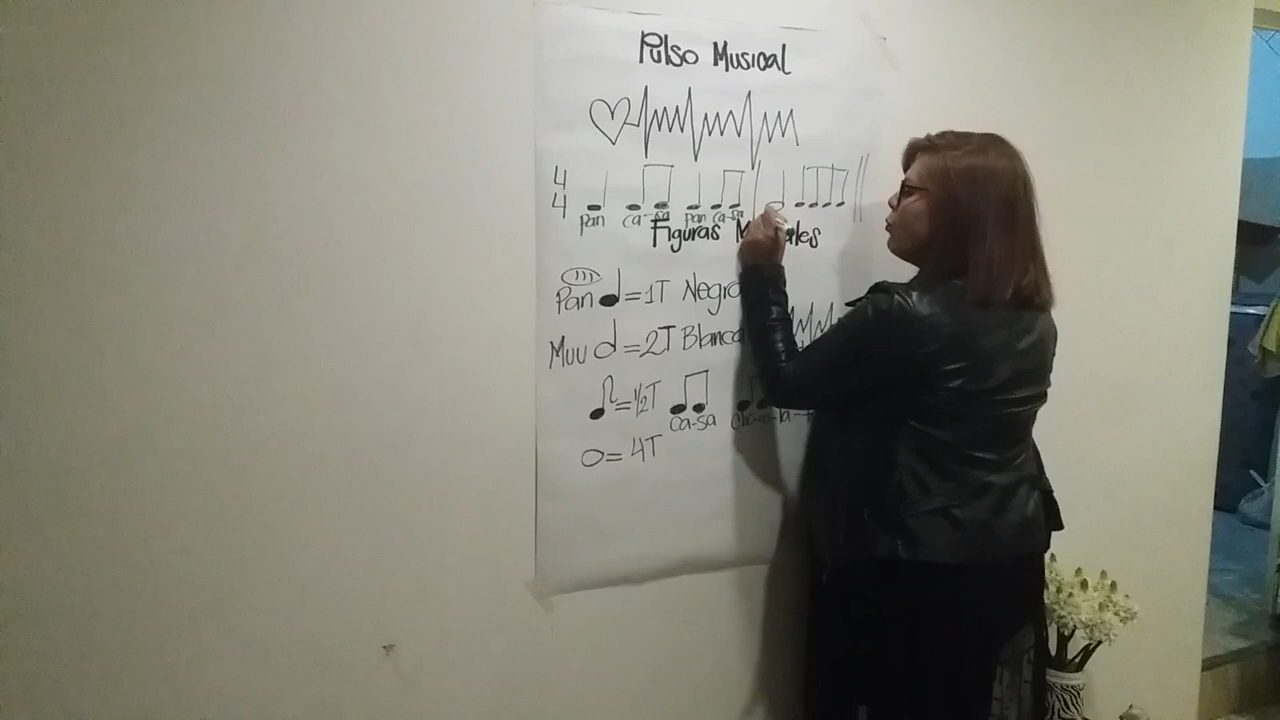 Pulso Musical
4
4
Pan ca-sa Pan ca-sa
Figuras
Pan = 1T Negra
Muu = 2T Blanca
= 1/2T ca-sa
= 4T